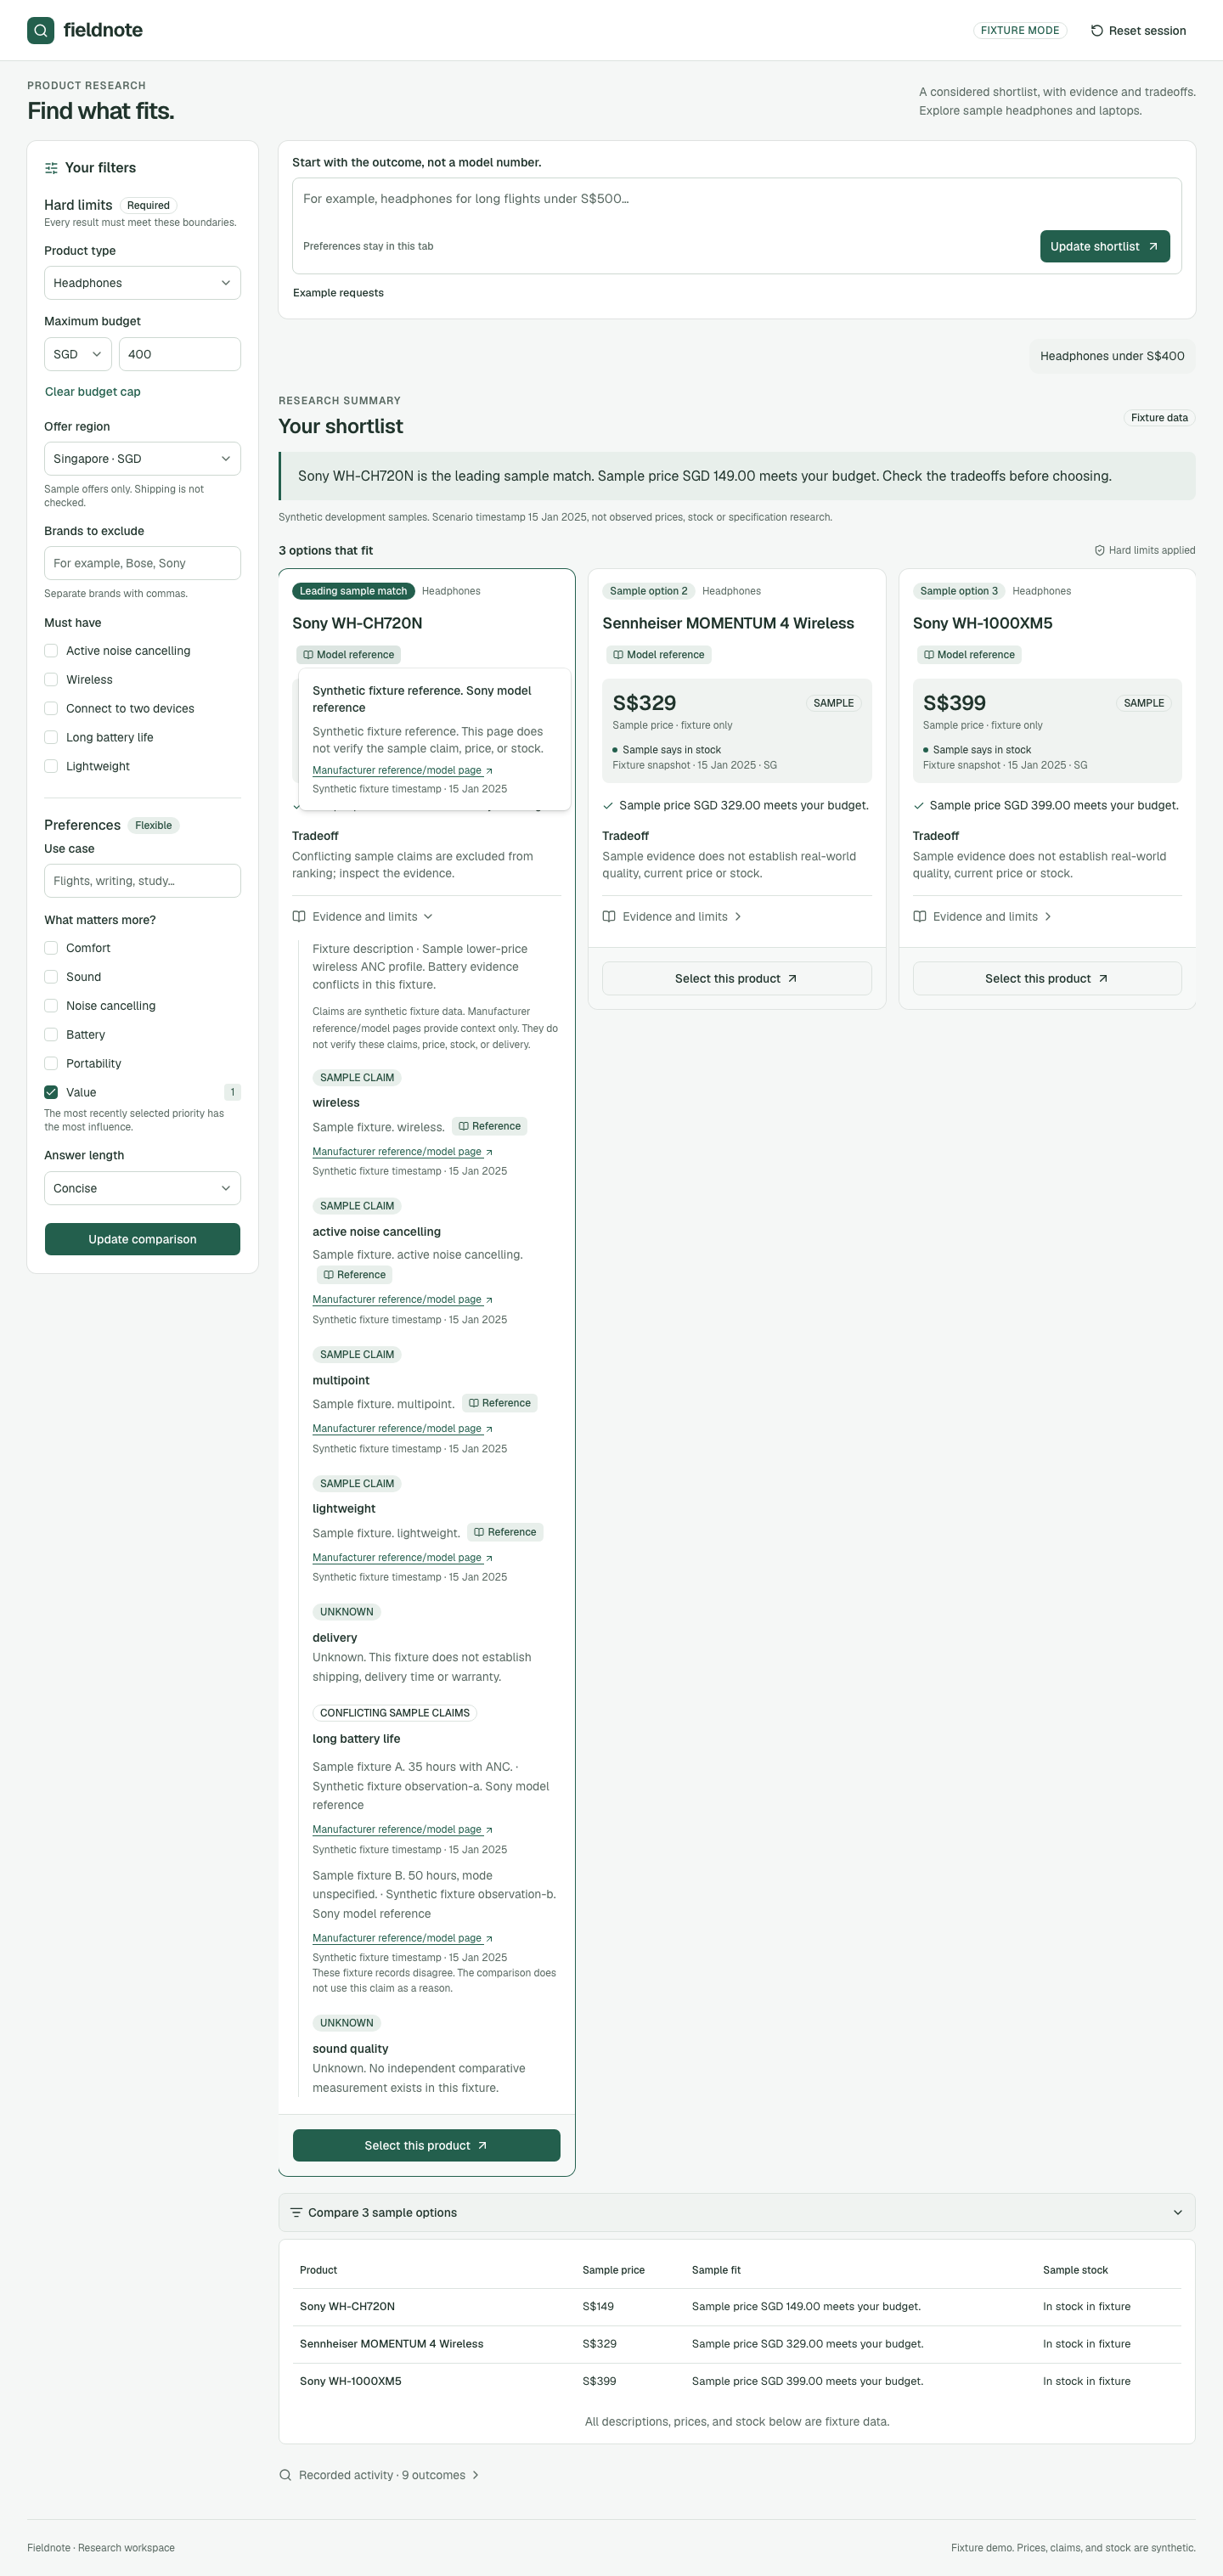 fieldnote
FIXTURE MODE
Reset session
PRODUCT RESEARCH
Find what fits.
A considered shortlist, with evidence and tradeoffs.
Explore sample headphones and laptops.
Your filters
Hard limits
Required
Every result must meet these boundaries.
Product type
Headphones
Maximum budget
SGD
400
Clear budget cap
Offer region
Singapore · SGD
Sample offers only. Shipping is not
checked.
Brands to exclude
For example, Bose, Sony
Separate brands with commas.
Must have
Active noise cancelling
Wireless
Connect to two devices
Long battery life
Lightweight
Preferences
Flexible
Use case
Flights, writing, study...
What matters more?
Comfort
Sound
Noise cancelling
Battery
Portability
Value
1
The most recently selected priority has
the most influence.
Answer length
Concise
Update comparison
Start with the outcome, not a model number.
For example, headphones for long flights under S$500...
Preferences stay in this tab
Update shortlist
Example requests
Headphones under S$400
RESEARCH SUMMARY
Your shortlist
Fixture data
Sony WH-CH720N is the leading sample match. Sample price SGD 149.00 meets your budget. Check the tradeoffs before choosing.
Synthetic development samples. Scenario timestamp 15 Jan 2025, not observed prices, stock or specification research.
3 options that fit
Hard limits applied
Leading sample match
Headphones
Sony WH-CH720N
Model reference
Synthetic fixture reference. Sony model
reference
Synthetic fixture reference. This page does
not verify the sample claim, price, or stock.
Manufacturer reference/model page
Synthetic fixture timestamp · 15 Jan 2025
Tradeoff
Conflicting sample claims are excluded from
ranking; inspect the evidence.
Evidence and limits
Fixture description · Sample lower-price
wireless ANC profile. Battery evidence
conflicts in this fixture.
Claims are synthetic fixture data. Manufacturer
reference/model pages provide context only. They do
not verify these claims, price, stock, or delivery.
SAMPLE CLAIM
wireless
Sample fixture. wireless.
Reference
Manufacturer reference/model page
Synthetic fixture timestamp · 15 Jan 2025
SAMPLE CLAIM
active noise cancelling
Sample fixture. active noise cancelling.
Reference
Manufacturer reference/model page
Synthetic fixture timestamp · 15 Jan 2025
SAMPLE CLAIM
multipoint
Sample fixture. multipoint.
Reference
Manufacturer reference/model page
Synthetic fixture timestamp · 15 Jan 2025
SAMPLE CLAIM
lightweight
Sample fixture. lightweight.
Reference
Manufacturer reference/model page
Synthetic fixture timestamp · 15 Jan 2025
UNKNOWN
delivery
Unknown. This fixture does not establish
shipping, delivery time or warranty.
CONFLICTING SAMPLE CLAIMS
long battery life
Sample fixture A. 35 hours with ANC. ·
Synthetic fixture observation-a. Sony model
reference
Manufacturer reference/model page
Synthetic fixture timestamp · 15 Jan 2025
Sample fixture B. 50 hours, mode
unspecified. · Synthetic fixture observation-b.
Sony model reference
Manufacturer reference/model page
Synthetic fixture timestamp · 15 Jan 2025
These fixture records disagree. The comparison does
not use this claim as a reason.
UNKNOWN
sound quality
Unknown. No independent comparative
measurement exists in this fixture.
Select this product
Sample option 2
Headphones
Sennheiser MOMENTUM 4 Wireless
Model reference
S$329
SAMPLE
Sample price · fixture only
Sample says in stock
Fixture snapshot · 15 Jan 2025 · SG
Sample price SGD 329.00 meets your budget.
Tradeoff
Sample evidence does not establish real-world
quality, current price or stock.
Evidence and limits
Select this product
Sample option 3
Headphones
Sony WH-1000XM5
Model reference
S$399
SAMPLE
Sample price · fixture only
Sample says in stock
Fixture snapshot · 15 Jan 2025 · SG
Sample price SGD 399.00 meets your budget.
Tradeoff
Sample evidence does not establish real-world
quality, current price or stock.
Evidence and limits
Select this product
Compare 3 sample options
Product Sample price Sample fit Sample stock
Sony WH-CH720N S$149 Sample price SGD 149.00 meets your budget. In stock in fixture
Sennheiser MOMENTUM 4 Wireless S$329 Sample price SGD 329.00 meets your budget. In stock in fixture
Sony WH-1000XM5 S$399 Sample price SGD 399.00 meets your budget. In stock in fixture
All descriptions, prices, and stock below are fixture data.
Recorded activity · 9 outcomes
Fieldnote · Research workspace
Fixture demo. Prices, claims, and stock are synthetic.